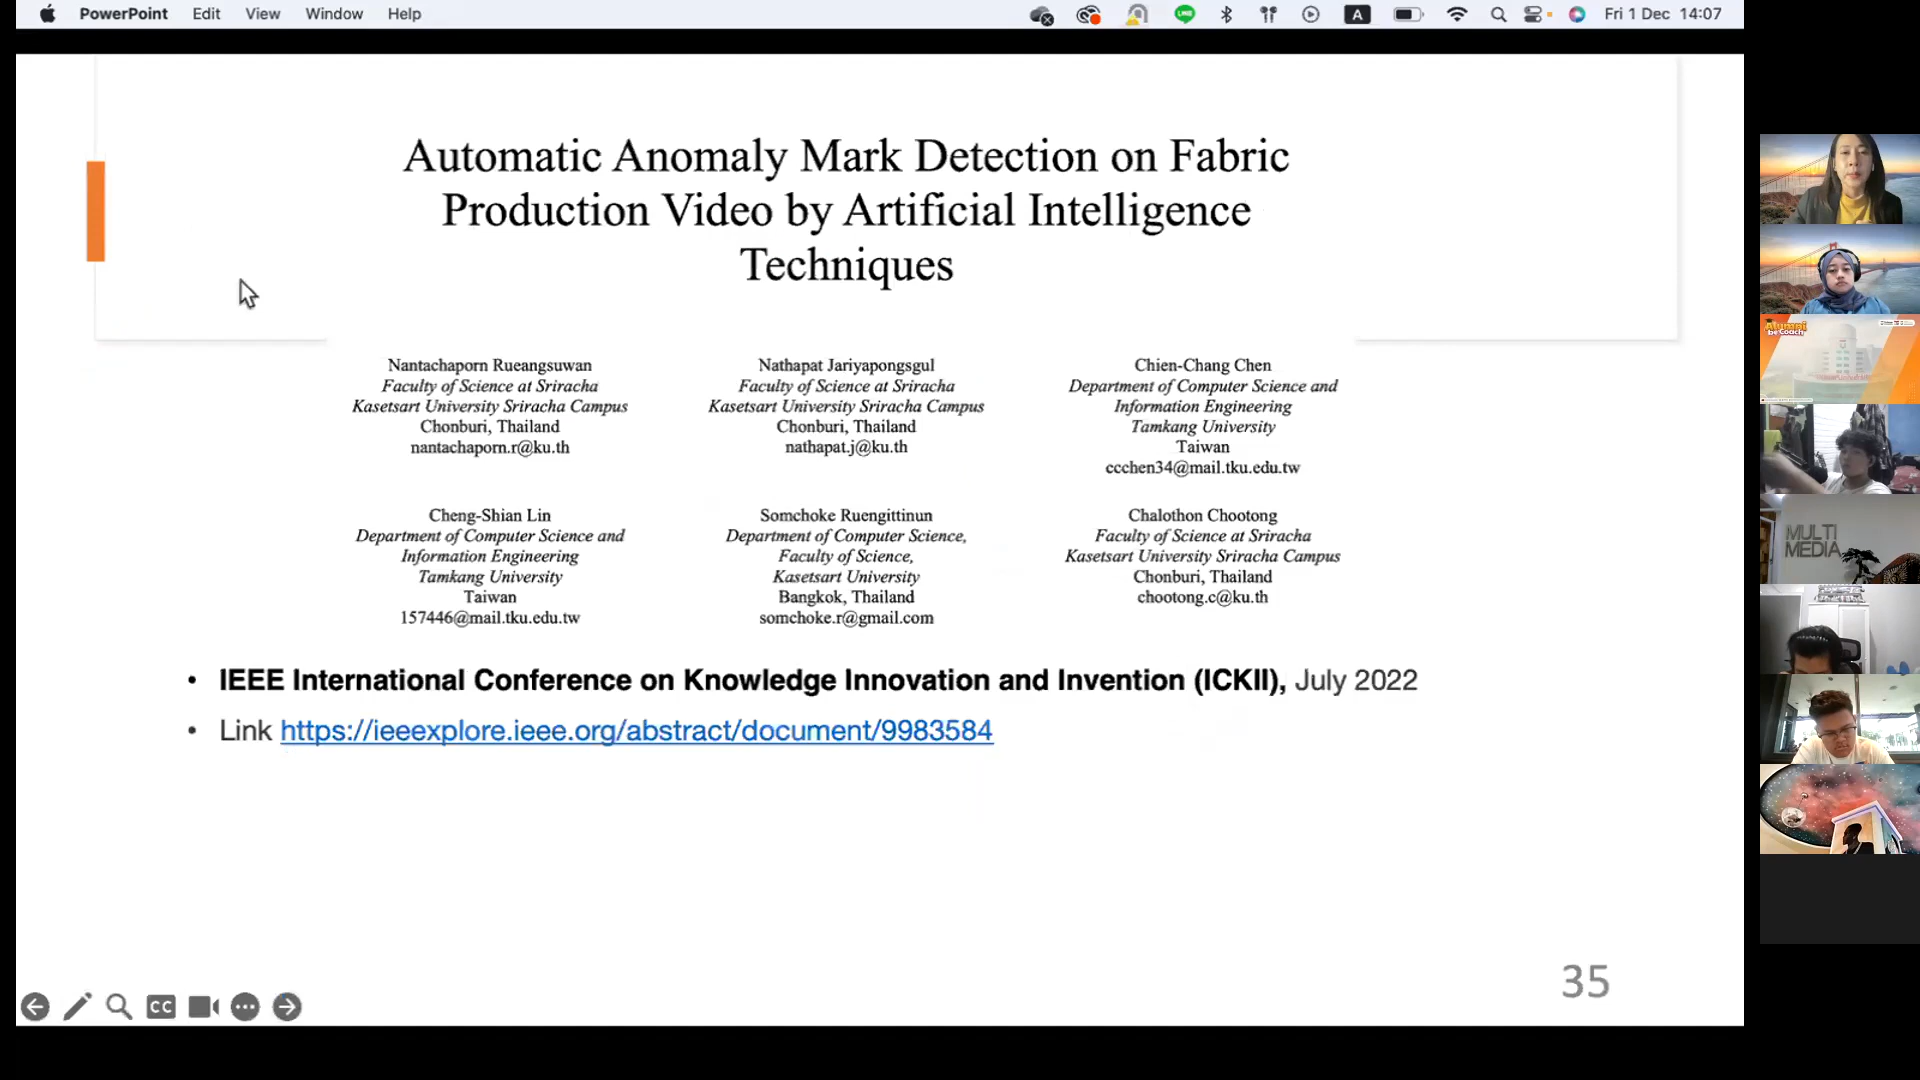 PowerPoint Edit View Window Help
A
Fri 1 Dec 14:07
Automatic Anomaly Mark Detection on Fabric
Production Video by Artificial Intelligence
Techniques
Nantachaporn Rueangsuwan
Faculty of Science at Sriracha
Kasetsart University Sriracha Campus
Chonburi, Thailand
nantachaporn.r@ku.th
Nathapat Jariyapongsgul
Faculty of Science at Sriracha
Kasetsart University Sriracha Campus
Chonburi, Thailand
nathapat.j@ku.th
Chien-Chang Chen
Department of Computer Science and
Information Engineering
Tamkang University
Taiwan
ccchen34@mail.tku.edu.tw
Cheng-Shian Lin
Department of Computer Science and
Information Engineering
Tamkang University
Taiwan
157446@mail.tku.edu.tw
Somchoke Ruengittinun
Department of Computer Science,
Faculty of Science,
Kasetsart University
Bangkok, Thailand
somchoke.r@gmail.com
Chalothon Chootong
Faculty of Science at Sriracha
Kasetsart University Sriracha Campus
Chonburi, Thailand
chootong.c@ku.th
• IEEE International Conference on Knowledge Innovation and Invention (ICKII), July 2022
• Link https://ieeexplore.ieee.org/abstract/document/9983584
35
CC
Alumni
be Coach
MULTI
MEDIA